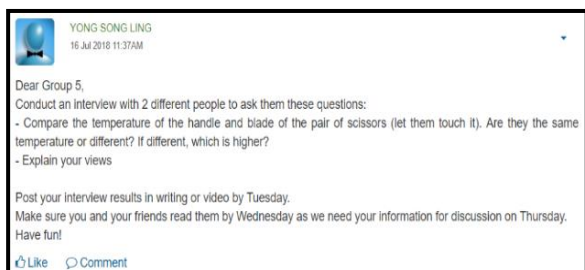 YONG SONG LING
16 Jul 2018 11:37AM
Dear Group 5,
Conduct an interview with 2 different people to ask them these questions:
- Compare the temperature of the handle and blade of the pair of scissors (let them touch it). Are they the same
temperature or different? If different, which is higher?
- Explain your views
Post your interview results in writing or video by Tuesday.
Make sure you and your friends read them by Wednesday as we need your information for discussion on Thursday.
Have fun!
Like Comment